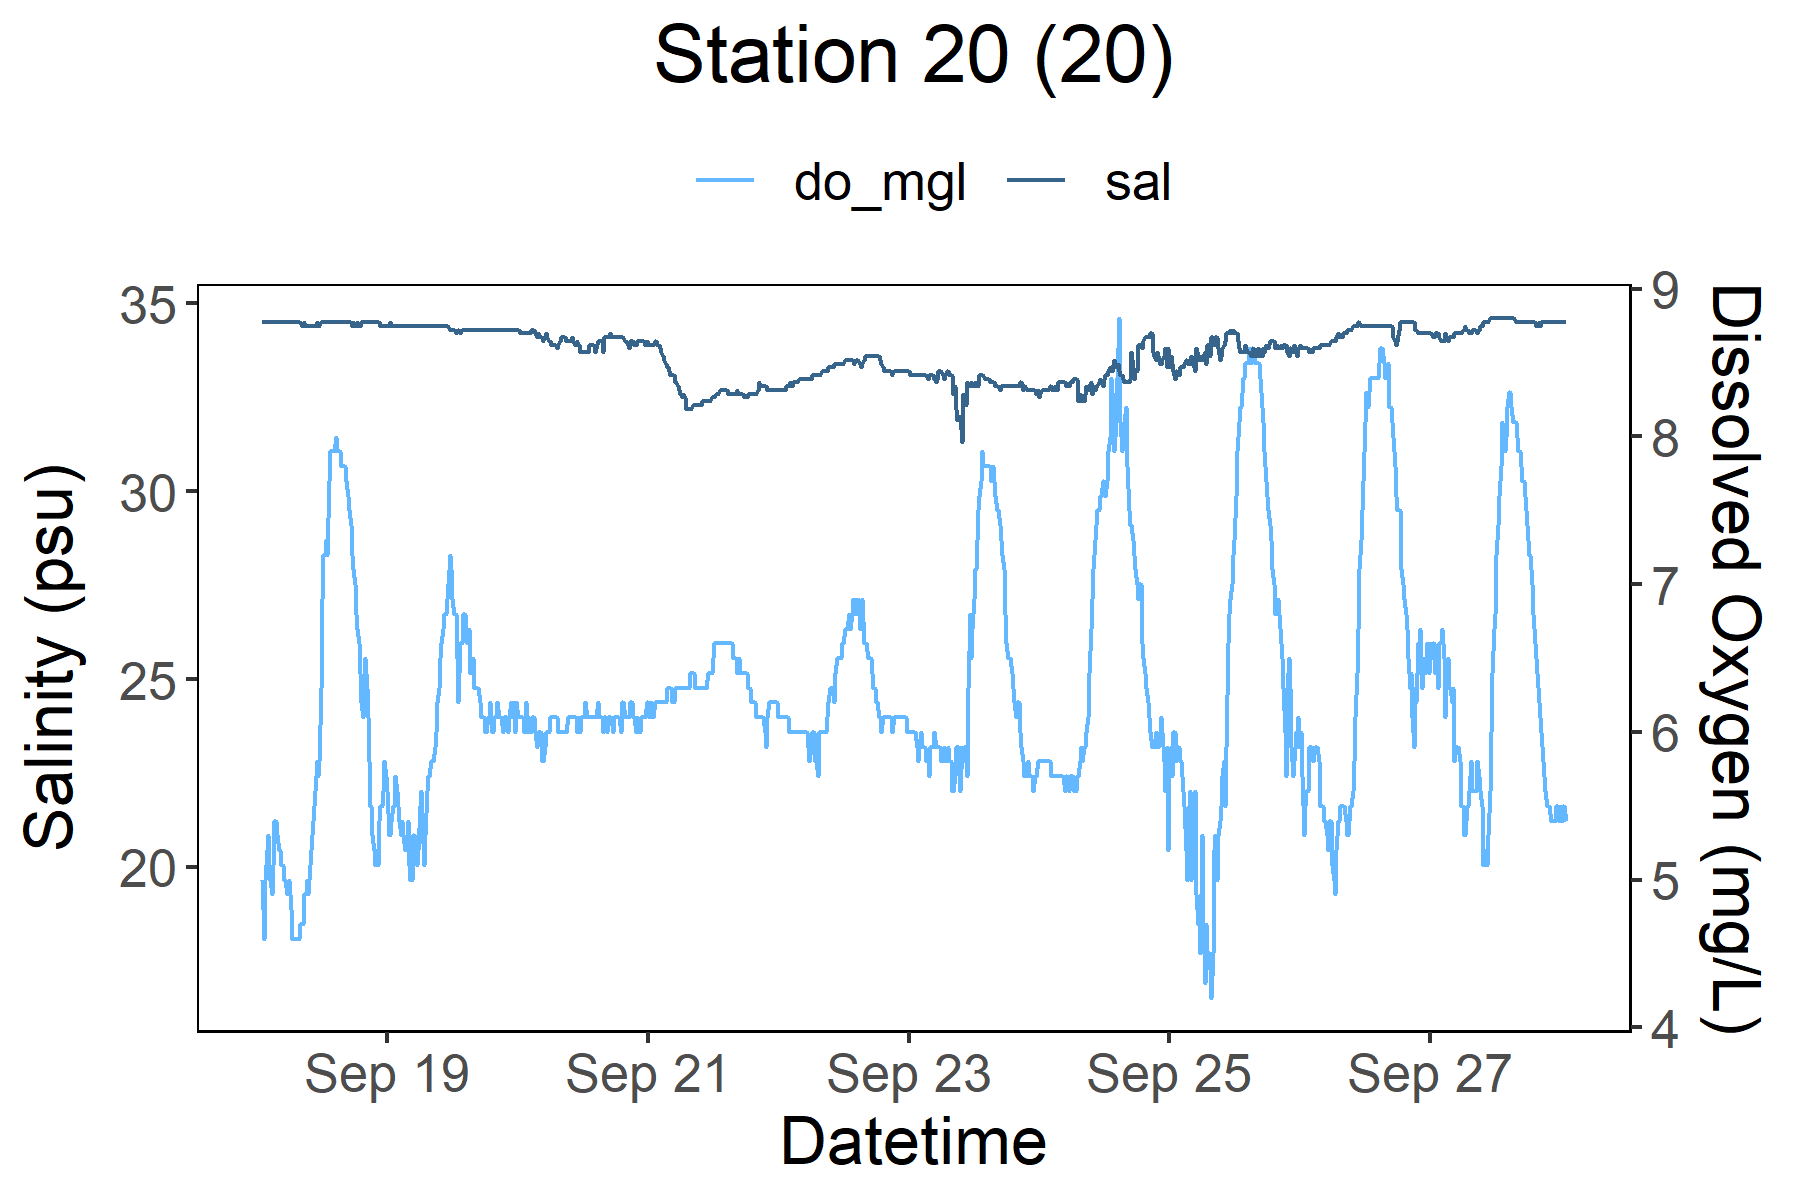 Station 20 (20)
do_mgl sal
Salinity (psu)
35
30
25
20
9
8
7
6
5
4
Dissolved Oxygen (mg/L)
Sep 19 Sep 21 Sep 23 Sep 25 Sep 27
Datetime